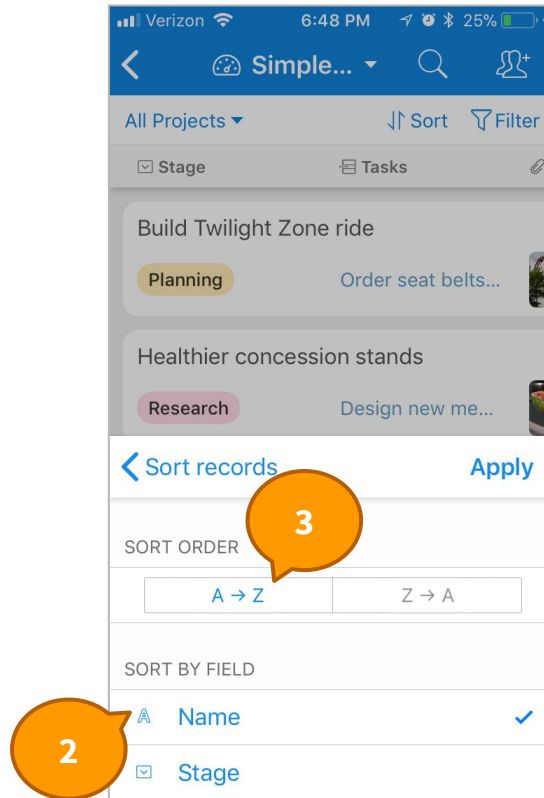 Verizon 6:48 PM 25%
Simple...
All Projects Sort Filter
Stage Tasks
Build Twilight Zone ride
Planning Order seat belts...
Healthier concession stands
Research Design new me...
Sort records Apply
3
SORT ORDER
A → Z Z → A
SORT BY FIELD
A Name
2
Stage